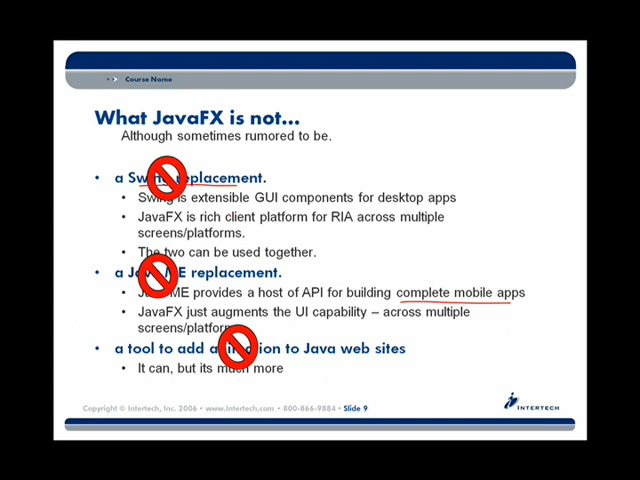 Course Name
What JavaFX is not...
Although sometimes rumored to be.
• a Swing replacement.
• Swing is extensible GUI components for desktop apps
• JavaFX is rich client platform for RIA across multiple
screens/platforms.
• The two can be used together.
• a Java ME replacement.
• Java ME provides a host of API for building complete mobile apps
• JavaFX just augments the UI capability – across multiple
screens/platforms
• a tool to add animation to Java web sites
• It can, but its much more
Copyright © Intertech, Inc. 2006 • www.Intertech.com • 800-866-9884 • Slide 9
INTERTECH